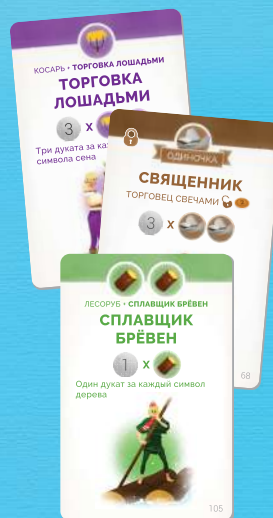 КОСАРЬ • ТОРГОВКА ЛОШАДЬМИ
ТОРГОВКА
ЛОШАДЬМИ
3 X
Три дуката за
символа сена
ОДИНОЧКА
СВЯЩЕННИК
ТОРГОВЕЦ СВЕЧАМИ
3 X
68
ЛЕСОРУБ • СПЛАВЩИК БРЁВЕН
СПЛАВЩИК
БРЁВЕН
1 X
Один дукат за каждый символ
дерева
105